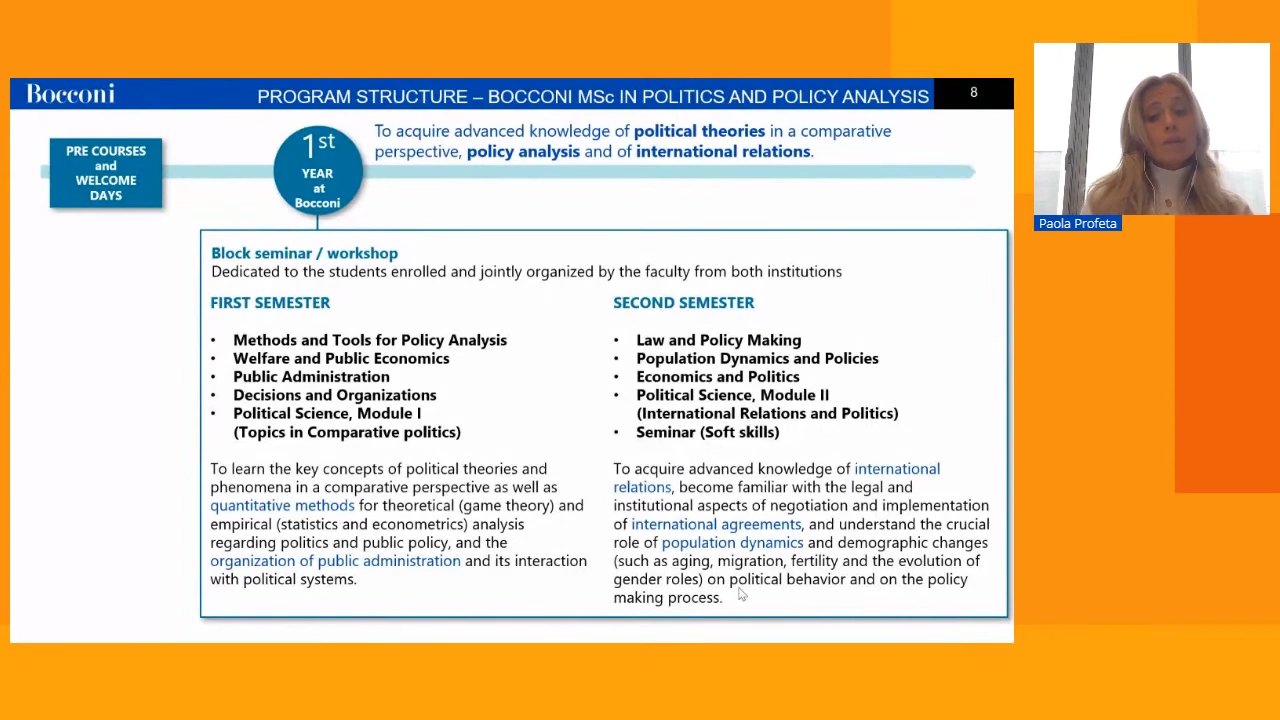 Bocconi
PROGRAM STRUCTURE – BOCCONI MSc IN POLITICS AND POLICY ANALYSIS
8
PRE COURSES
and
WELCOME
DAYS
1st
YEAR
at
Bocconi
To acquire advanced knowledge of political theories in a comparative
perspective, policy analysis and of international relations.
Paola Profeta
Block seminar / workshop
Dedicated to the students enrolled and jointly organized by the faculty from both institutions
FIRST SEMESTER
• Methods and Tools for Policy Analysis
• Welfare and Public Economics
• Public Administration
• Decisions and Organizations
• Political Science, Module I
(Topics in Comparative politics)
To learn the key concepts of political theories and
phenomena in a comparative perspective as well as
quantitative methods for theoretical (game theory) and
empirical (statistics and econometrics) analysis
regarding politics and public policy, and the
organization of public administration and its interaction
with political systems.
SECOND SEMESTER
• Law and Policy Making
• Population Dynamics and Policies
• Economics and Politics
• Political Science, Module II
(International Relations and Politics)
• Seminar (Soft skills)
To acquire advanced knowledge of international
relations, become familiar with the legal and
institutional aspects of negotiation and implementation
of international agreements, and understand the crucial
role of population dynamics and demographic changes
(such as aging, migration, fertility and the evolution of
gender roles) on political behavior and on the policy
making process.